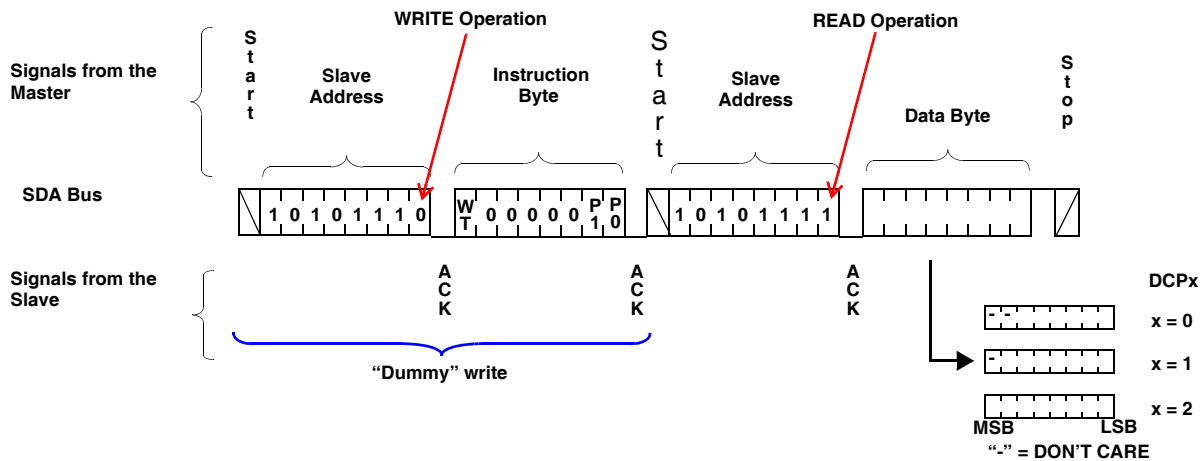 WRITE Operation
READ Operation
Signals from the
Master
Start
Slave
Address
Instruction
Byte
Start
Slave
Address
Data Byte
Stop
SDA Bus
1 0 1 0 1 1 1 0
WT 0 0 0 0 0 P1 P0
1 0 1 0 1 1 1 1
Signals from the
Slave
ACK
ACK
ACK
"Dummy" write
DCPx
- -
x = 0
-
x = 1
x = 2
MSB
LSB
"-" = DON'T CARE